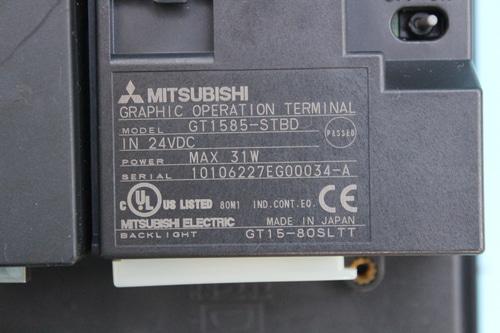 MITSUBISHI
GRAPHIC OPERATION TERMINAL
MODEL GT1585-STBD
PASSED
IN 24VDC
POWER MAX 31W
SERIAL 10106227EG00034-A
C UL US LISTED 80M1 IND.CONT.EQ. CE
MITSUBISHI ELECTRIC MADE IN JAPAN
BACKLIGHT GT15-80SLTT